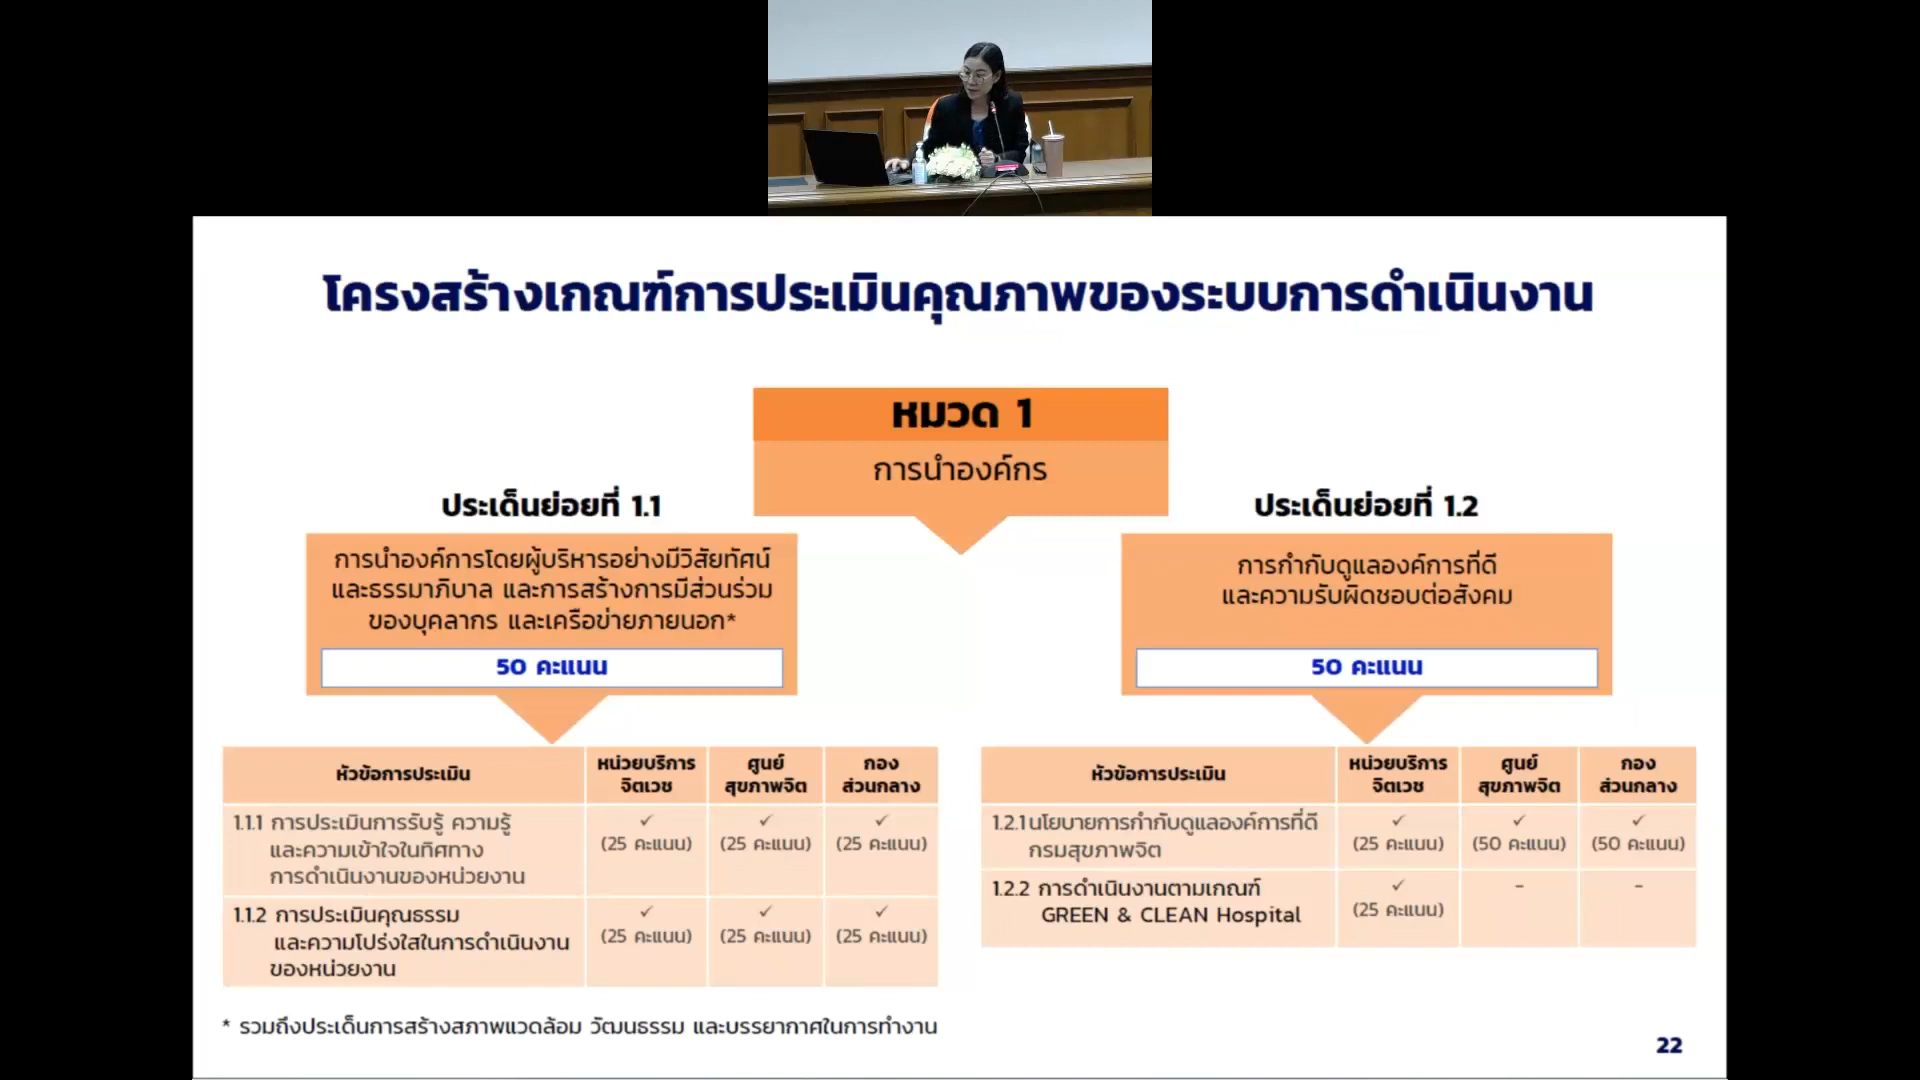 โครงสร้างเกณฑ์การประเมินคุณภาพของระบบการดำเนินงาน
หมวด 1
การนำองค์กร
ประเด็นย่อยที่ 1.1
การนำองค์การโดยผู้บริหารอย่างมีวิสัยทัศน์
และธรรมาภิบาล และการสร้างการมีส่วนร่วม
ของบุคลากร และเครือข่ายภายนอก*
50 คะแนน
ประเด็นย่อยที่ 1.2
การกำกับดูแลองค์การที่ดี
และความรับผิดชอบต่อสังคม
50 คะแนน
หัวข้อการประเมิน
หน่วยบริการ
จิตเวช
ศูนย์
สุขภาพจิต
กอง
ส่วนกลาง
1.1.1 การประเมินการรับรู้ ความรู้
และความเข้าใจในทิศทาง
การดำเนินงานของหน่วยงาน
✓
(25 คะแนน)
✓
(25 คะแนน)
✓
(25 คะแนน)
1.1.2 การประเมินคุณธรรม
และความโปร่งใสในการดำเนินงาน
ของหน่วยงาน
✓
(25 คะแนน)
✓
(25 คะแนน)
✓
(25 คะแนน)
หัวข้อการประเมิน
หน่วยบริการ
จิตเวช
ศูนย์
สุขภาพจิต
กอง
ส่วนกลาง
1.2.1นโยบายการกำกับดูแลองค์การที่ดี
กรมสุขภาพจิต
✓
(25 คะแนน)
✓
(50 คะแนน)
✓
(50 คะแนน)
1.2.2 การดำเนินงานตามเกณฑ์
GREEN & CLEAN Hospital
✓
(25 คะแนน)
-
-
* รวมถึงประเด็นการสร้างสภาพแวดล้อม วัฒนธรรม และบรรยากาศในการทำงาน
22